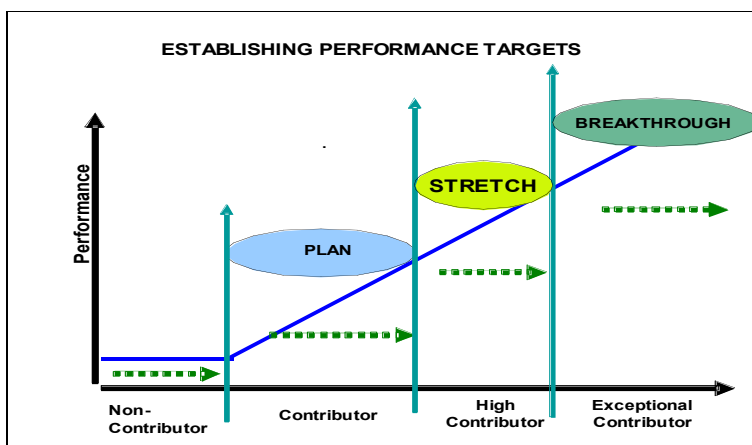 ESTABLISHING PERFORMANCE TARGETS
BREAKTHROUGH
STRETCH
PLAN
Performance
Non-
Contributor
Contributor
High
Contributor
Exceptional
Contributor